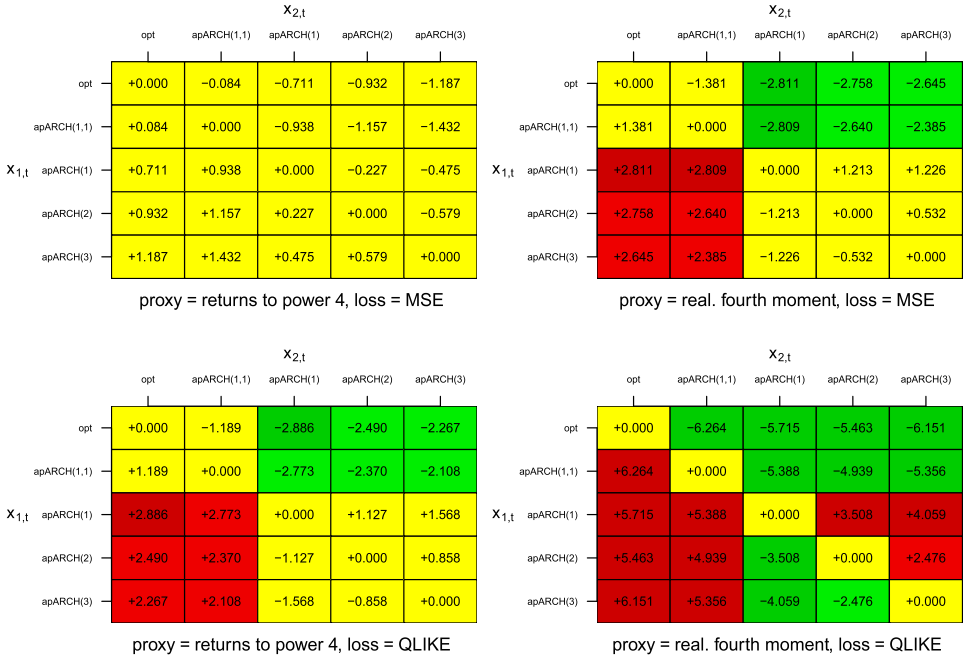 x2,t
opt apARCH(1,1) apARCH(1) apARCH(2) apARCH(3)
opt +0.000 −0.084 −0.711 −0.932 −1.187
apARCH(1,1) +0.084 +0.000 −0.938 −1.157 −1.432
x1,t apARCH(1) +0.711 +0.938 +0.000 −0.227 −0.475
apARCH(2) +0.932 +1.157 +0.227 +0.000 −0.579
apARCH(3) +1.187 +1.432 +0.475 +0.579 +0.000
proxy = returns to power 4, loss = MSE
x2,t
opt apARCH(1,1) apARCH(1) apARCH(2) apARCH(3)
opt +0.000 −1.381 −2.811 −2.758 −2.645
apARCH(1,1) +1.381 +0.000 −2.809 −2.640 −2.385
x1,t apARCH(1) +2.811 +2.809 +0.000 +1.213 +1.226
apARCH(2) +2.758 +2.640 −1.213 +0.000 +0.532
apARCH(3) +2.645 +2.385 −1.226 −0.532 +0.000
proxy = real. fourth moment, loss = MSE
x2,t
opt apARCH(1,1) apARCH(1) apARCH(2) apARCH(3)
opt +0.000 −1.189 −2.886 −2.490 −2.267
apARCH(1,1) +1.189 +0.000 −2.773 −2.370 −2.108
x1,t apARCH(1) +2.886 +2.773 +0.000 +1.127 +1.568
apARCH(2) +2.490 +2.370 −1.127 +0.000 +0.858
apARCH(3) +2.267 +2.108 −1.568 −0.858 +0.000
proxy = returns to power 4, loss = QLIKE
x2,t
opt apARCH(1,1) apARCH(1) apARCH(2) apARCH(3)
opt +0.000 −6.264 −5.715 −5.463 −6.151
apARCH(1,1) +6.264 +0.000 −5.388 −4.939 −5.356
x1,t apARCH(1) +5.715 +5.388 +0.000 +3.508 +4.059
apARCH(2) +5.463 +4.939 −3.508 +0.000 +2.476
apARCH(3) +6.151 +5.356 −4.059 −2.476 +0.000
proxy = real. fourth moment, loss = QLIKE